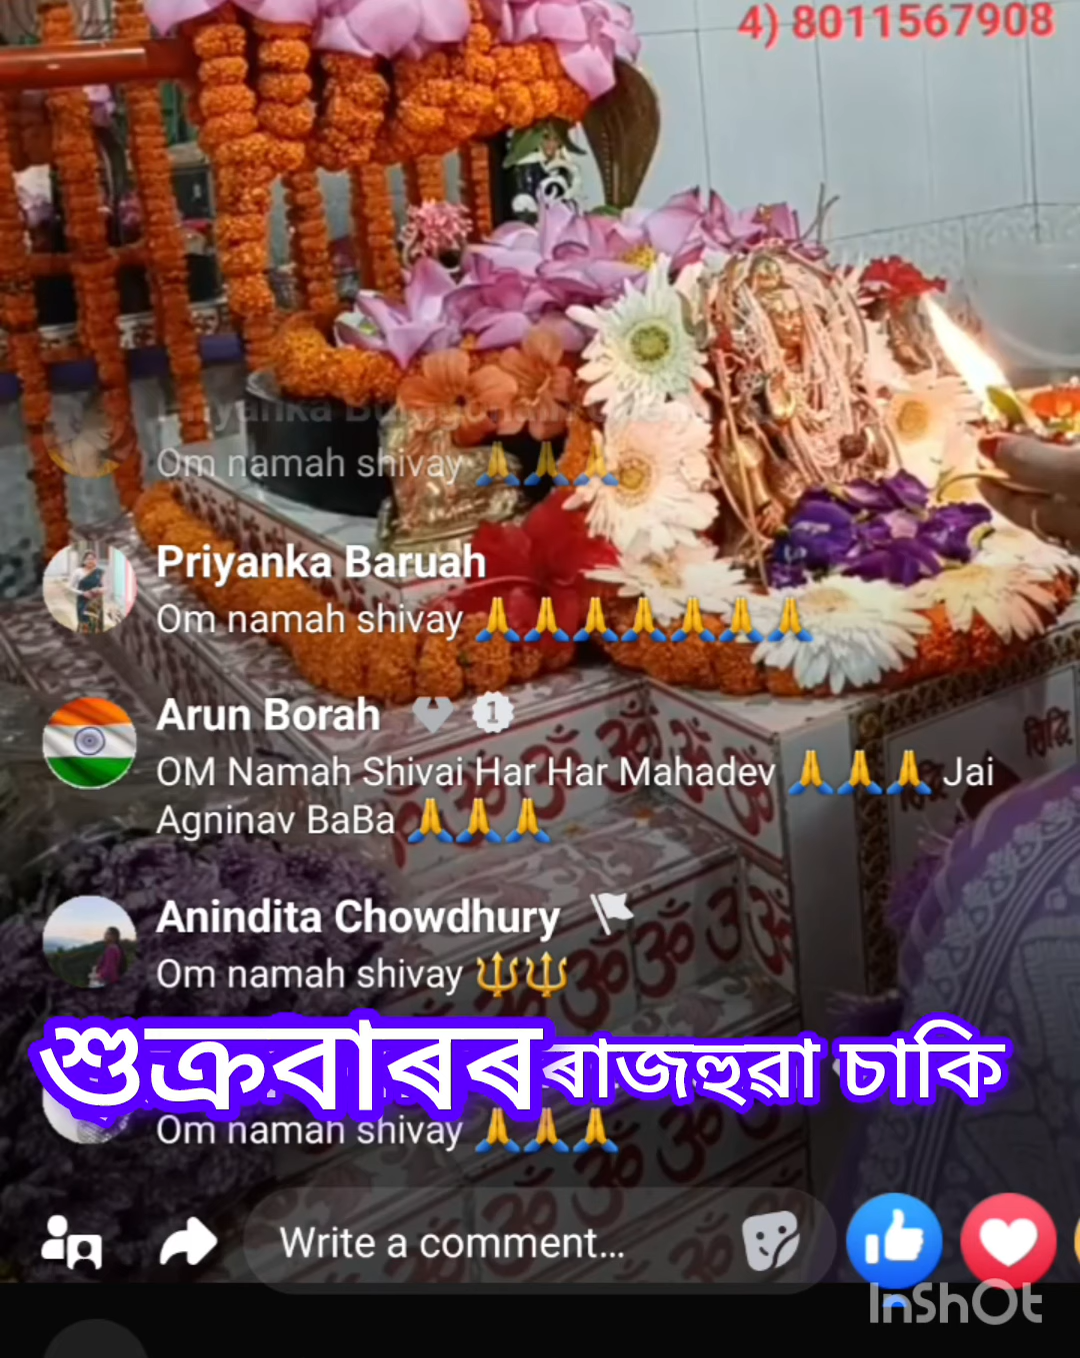 4) 8011567908
Om namah shivay 🙏🙏🙏
Priyanka Baruah
Om namah shivay 🙏🙏🙏🙏🙏🙏🙏
Arun Borah 1
OM Namah Shivai Har Har Mahadev 🙏🙏🙏 Jai
Agninav BaBa 🙏🙏🙏
Anindita Chowdhury
Om namah shivay 🔱🔱
শুক্ৰবাৰৰ ৰাজহুৱা চাকি
Om namah shivay 🙏🙏🙏
Write a comment...
InShOt